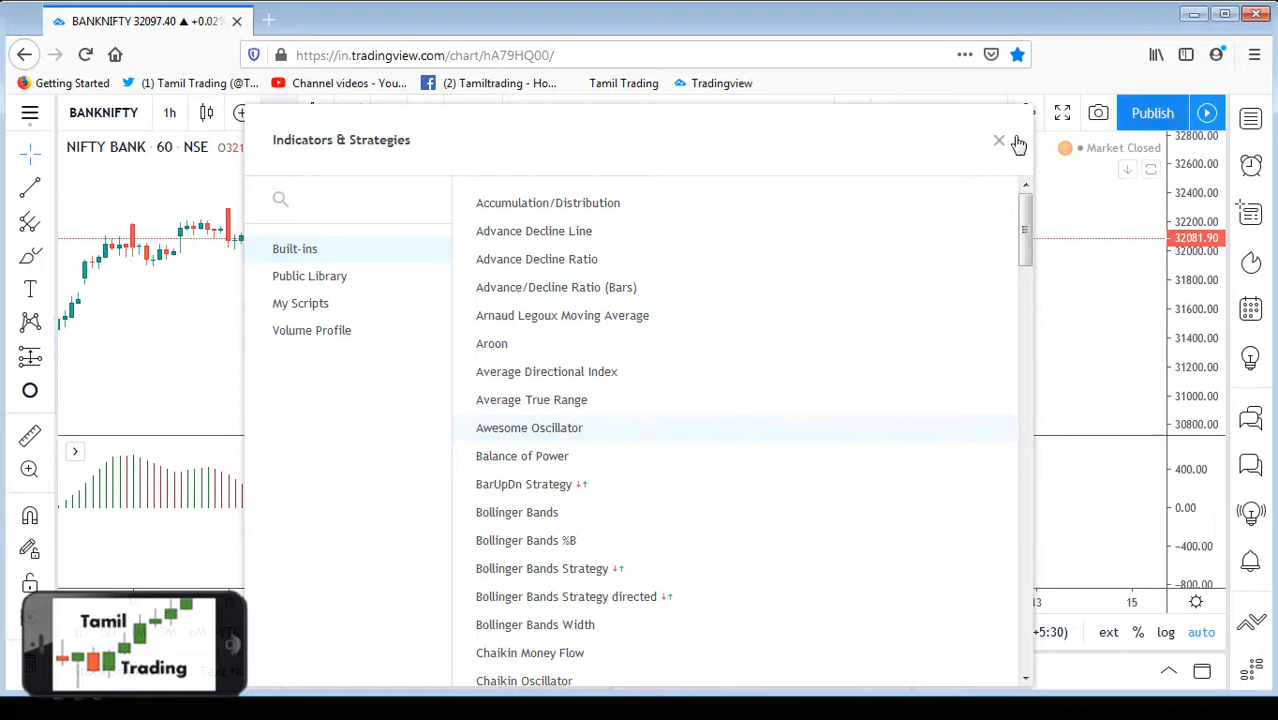 BANKNIFTY 32097.40 ▲ +0.02%
https://in.tradingview.com/chart/hA79HQ00/
Getting Started
(1) Tamil Trading (@T...
Channel videos - You...
(2) Tamiltrading - Ho...
Tamil Trading
Tradingview
BANKNIFTY
1h
Publish
NIFTY BANK • 60 • NSE
Market Closed
Indicators & Strategies
Built-ins
Public Library
My Scripts
Volume Profile
Accumulation/Distribution
Advance Decline Line
Advance Decline Ratio
Advance/Decline Ratio (Bars)
Arnaud Legoux Moving Average
Aroon
Average Directional Index
Average True Range
Awesome Oscillator
Balance of Power
BarUpDn Strategy
Bollinger Bands
Bollinger Bands %B
Bollinger Bands Strategy
Bollinger Bands Strategy directed
Bollinger Bands Width
Chaikin Money Flow
Chaikin Oscillator
32800.00
32600.00
32400.00
32200.00
32081.90
32000.00
31800.00
31600.00
31400.00
31200.00
31000.00
30800.00
400.00
0.00
-400.00
-800.00
13
15
+5:30)
ext
%
log
auto
Tamil
Trading